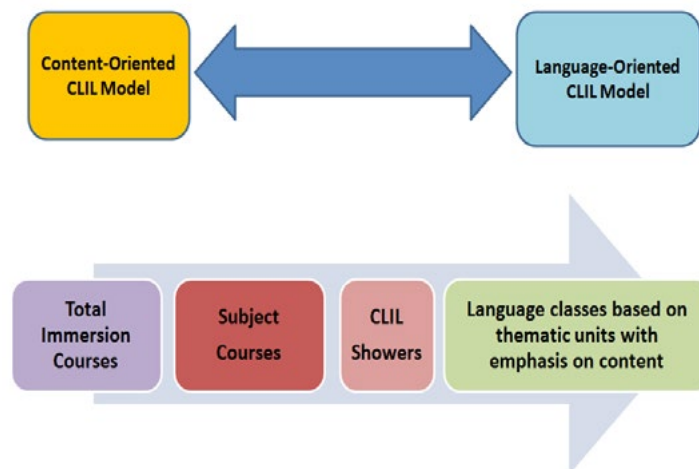 Content-Oriented
CLIL Model
Language-Oriented
CLIL Model
Total
Immersion
Courses
Subject
Courses
CLIL
Showers
Language classes based on
thematic units with
emphasis on content